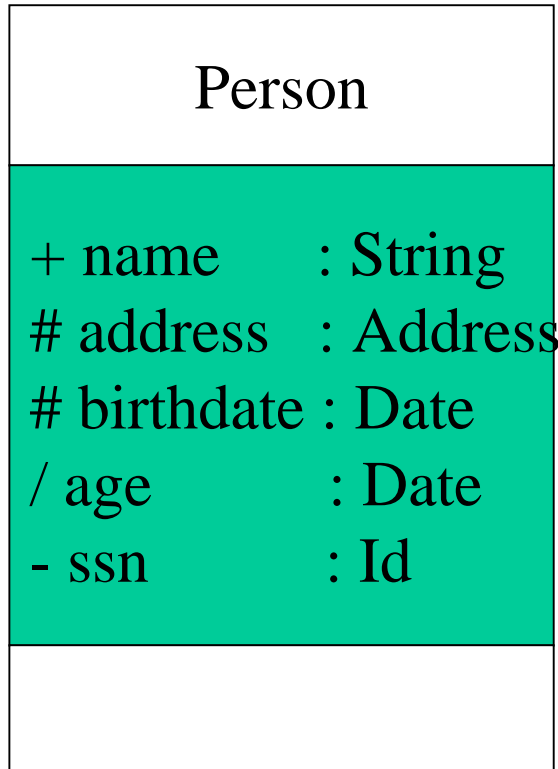 Person
+ name : String
# address : Address
# birthdate : Date
/ age : Date
- ssn : Id